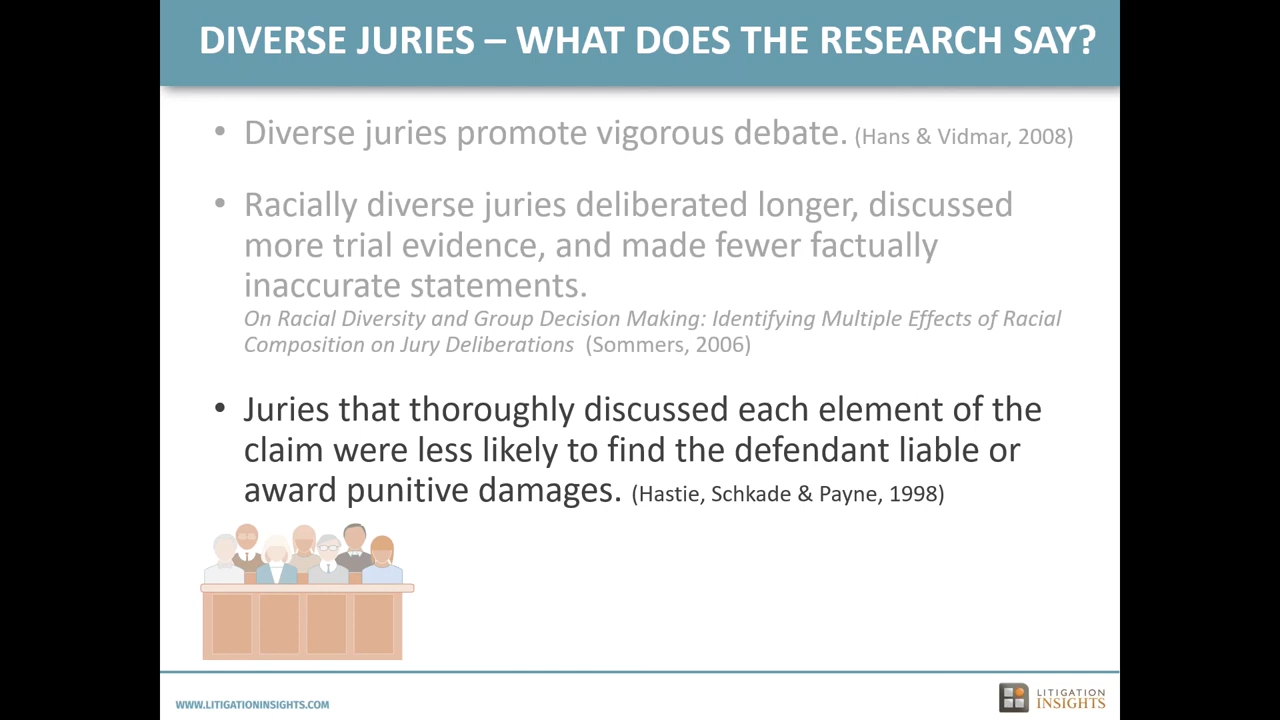 DIVERSE JURIES – WHAT DOES THE RESEARCH SAY?
• Diverse juries promote vigorous debate. (Hans & Vidmar, 2008)
• Racially diverse juries deliberated longer, discussed
more trial evidence, and made fewer factually
inaccurate statements.
On Racial Diversity and Group Decision Making: Identifying Multiple Effects of Racial
Composition on Jury Deliberations (Sommers, 2006)
• Juries that thoroughly discussed each element of the
claim were less likely to find the defendant liable or
award punitive damages. (Hastie, Schkade & Payne, 1998)
WWW.LITIGATIONINSIGHTS.COM
LITIGATION
INSIGHTS